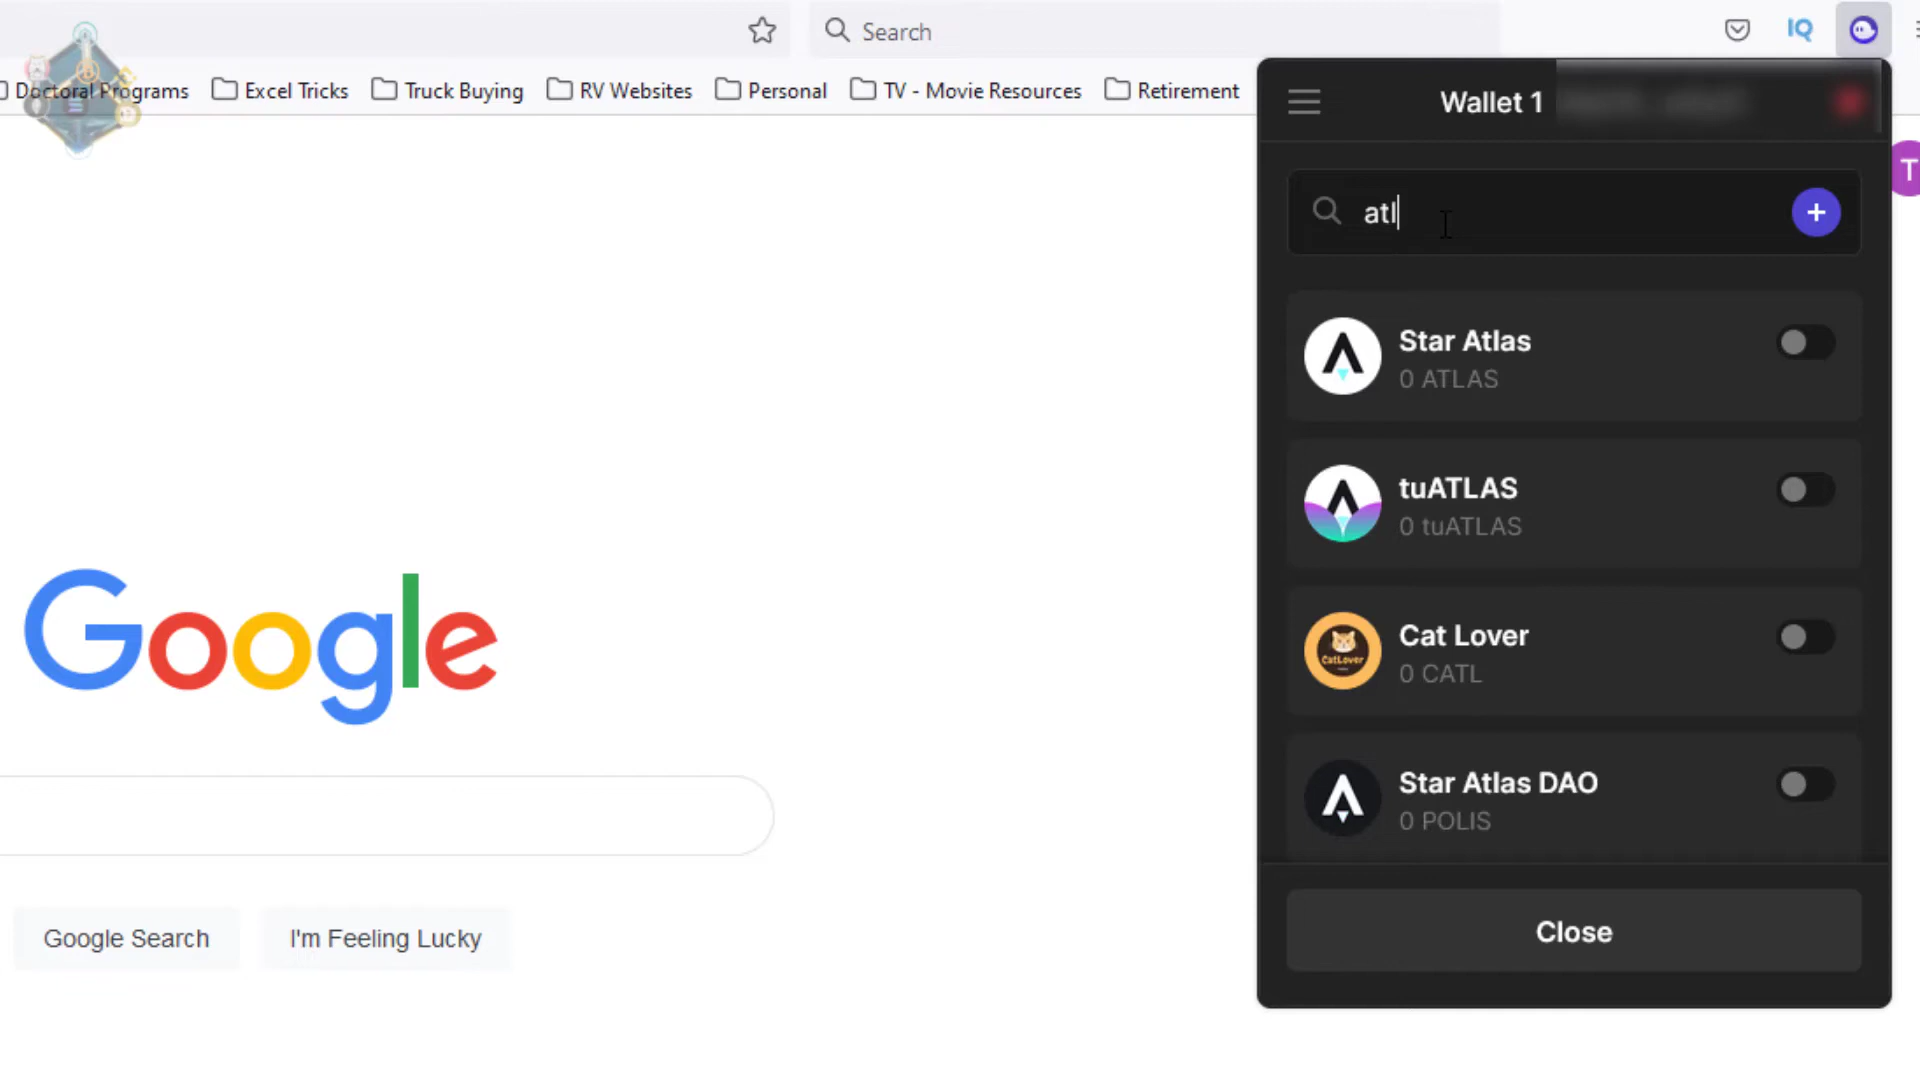 Search
IQ
Doctoral Programs
Excel Tricks
Truck Buying
RV Websites
Personal
TV - Movie Resources
Retirement
Wallet 1
T
atl
Star Atlas
0 ATLAS
tuATLAS
0 tuATLAS
CatLover
Cat Lover
0 CATL
Star Atlas DAO
0 POLIS
Close
Google
Google Search
I'm Feeling Lucky